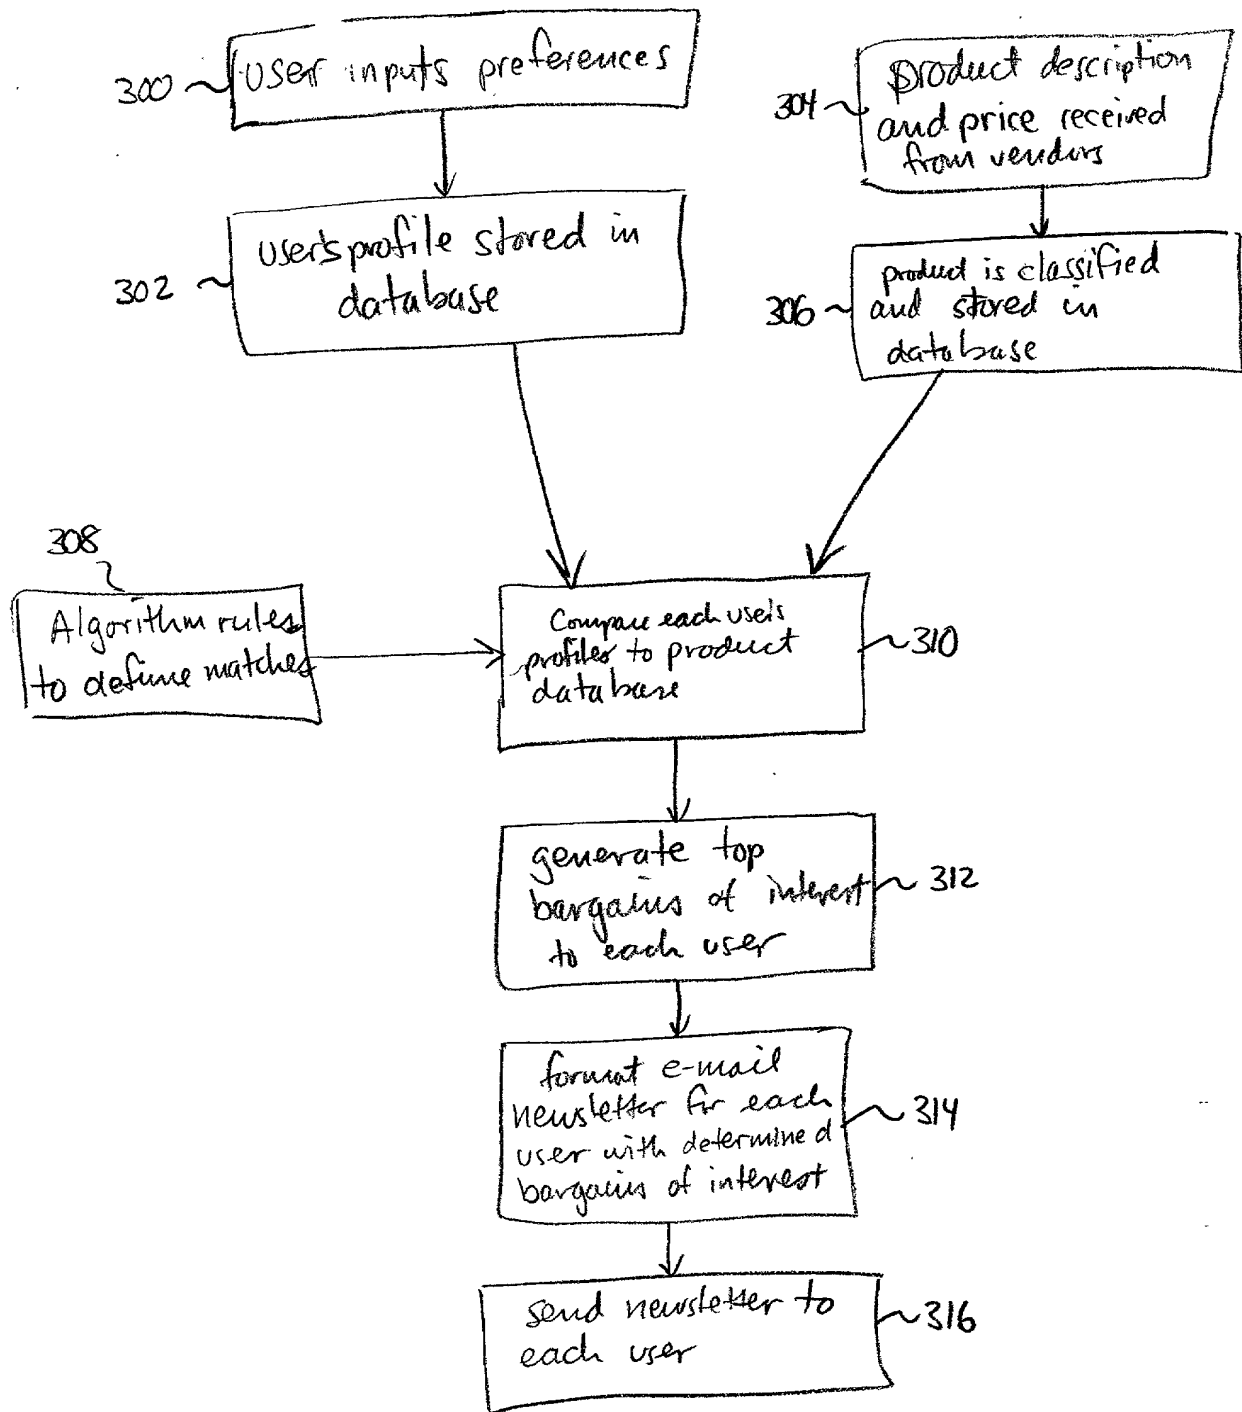 300
user inputs preferences
302
user's profile stored in
database
304
product description
and price received
from vendors
306
product is classified
and stored in
database
308
Algorithm rules
to define matches
Compare each user's
profiles to product
database
310
generate top
bargains of interest
to each user
312
format e-mail
newsletter for each
user with determined
bargains of interest
314
send newsletter to
each user
316